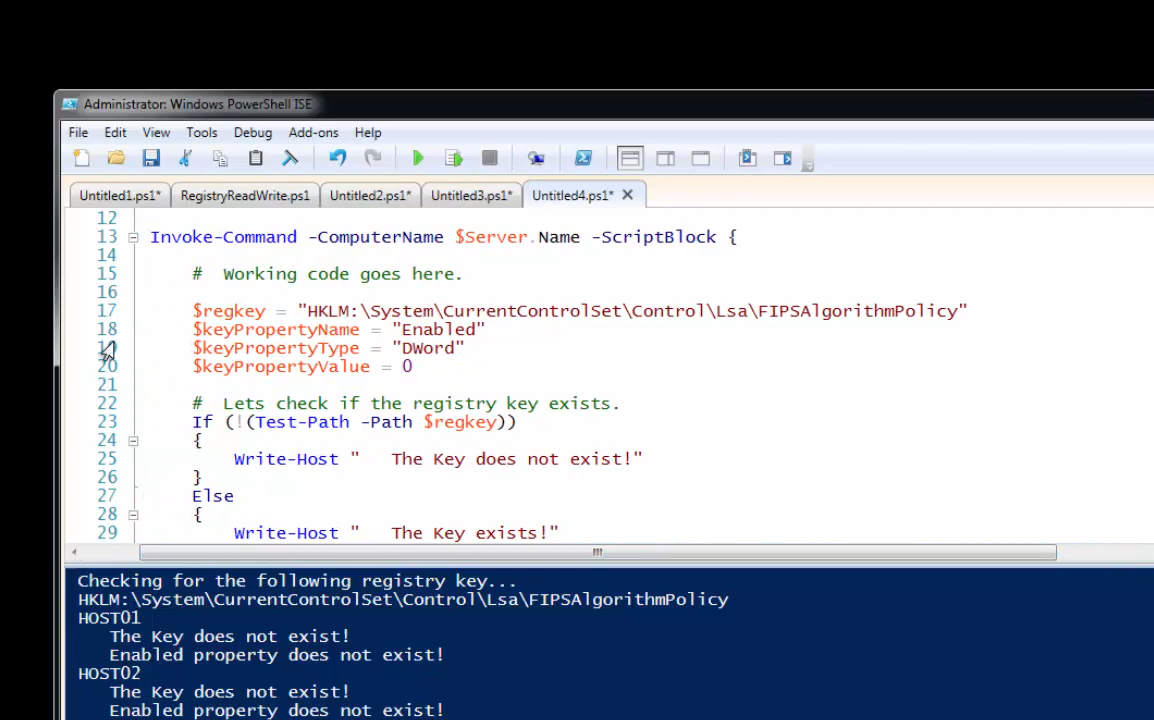 Administrator: Windows PowerShell ISE
File Edit View Tools Debug Add-ons Help
Untitled1.ps1* RegistryReadWrite.ps1 Untitled2.ps1* Untitled3.ps1* Untitled4.ps1* X
12
13 Invoke-Command -ComputerName $Server.Name -ScriptBlock {
14
15 # Working code goes here.
16
17 $regkey = "HKLM:\System\CurrentControlSet\Control\Lsa\FIPSAlgorithmPolicy"
18 $keyPropertyName = "Enabled"
19 $keyPropertyType = "DWord"
20 $keyPropertyValue = 0
21
22 # Lets check if the registry key exists.
23 If (!(Test-Path -Path $regkey))
24 {
25 Write-Host "   The Key does not exist!"
26 }
27 Else
28 {
29 Write-Host "   The Key exists!"
Checking for the following registry key...
HKLM:\System\CurrentControlSet\Control\Lsa\FIPSAlgorithmPolicy
HOST01
The Key does not exist!
Enabled property does not exist!
HOST02
The Key does not exist!
Enabled property does not exist!